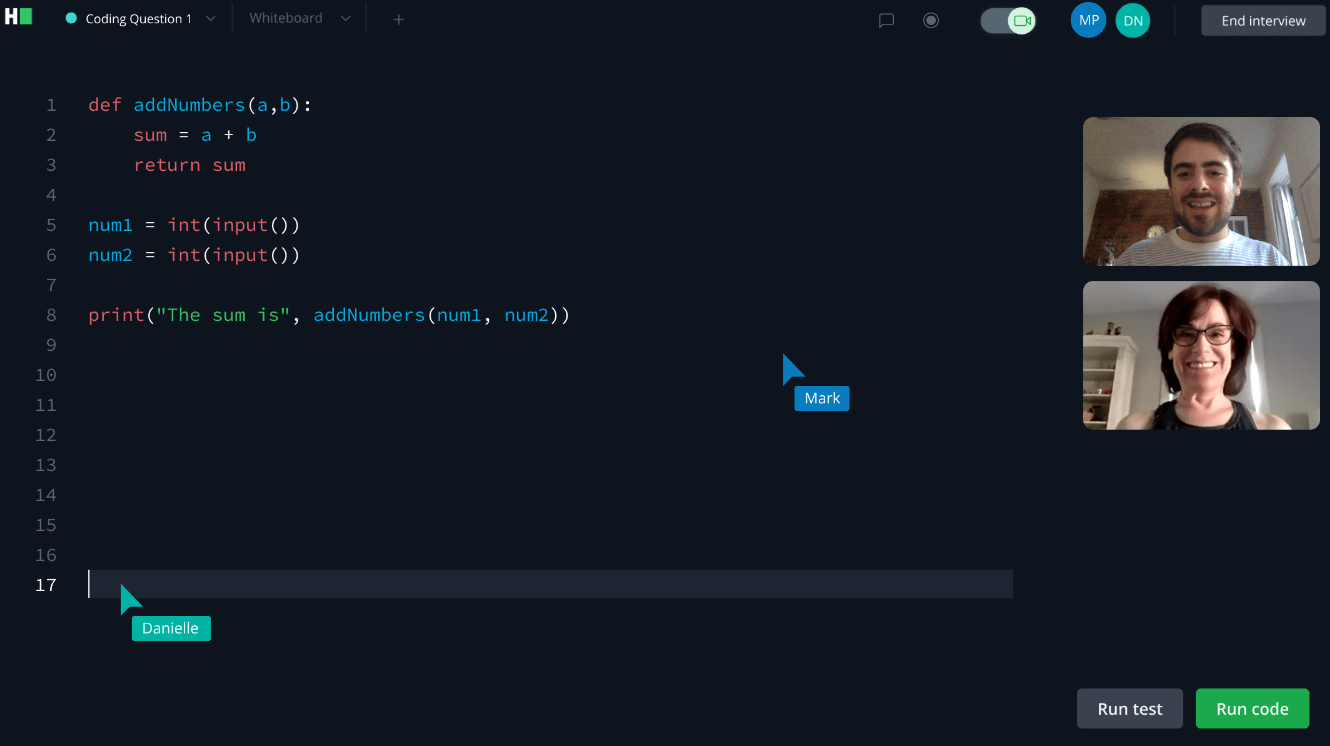 H
Coding Question 1
Whiteboard
+
MP
DN
End interview
1 def addNumbers(a,b):
2     sum = a + b
3     return sum
4
5 num1 = int(input())
6 num2 = int(input())
7
8 print("The sum is", addNumbers(num1, num2))
9
10
Mark
11
12
13
14
15
16
17
Danielle
Run test
Run code